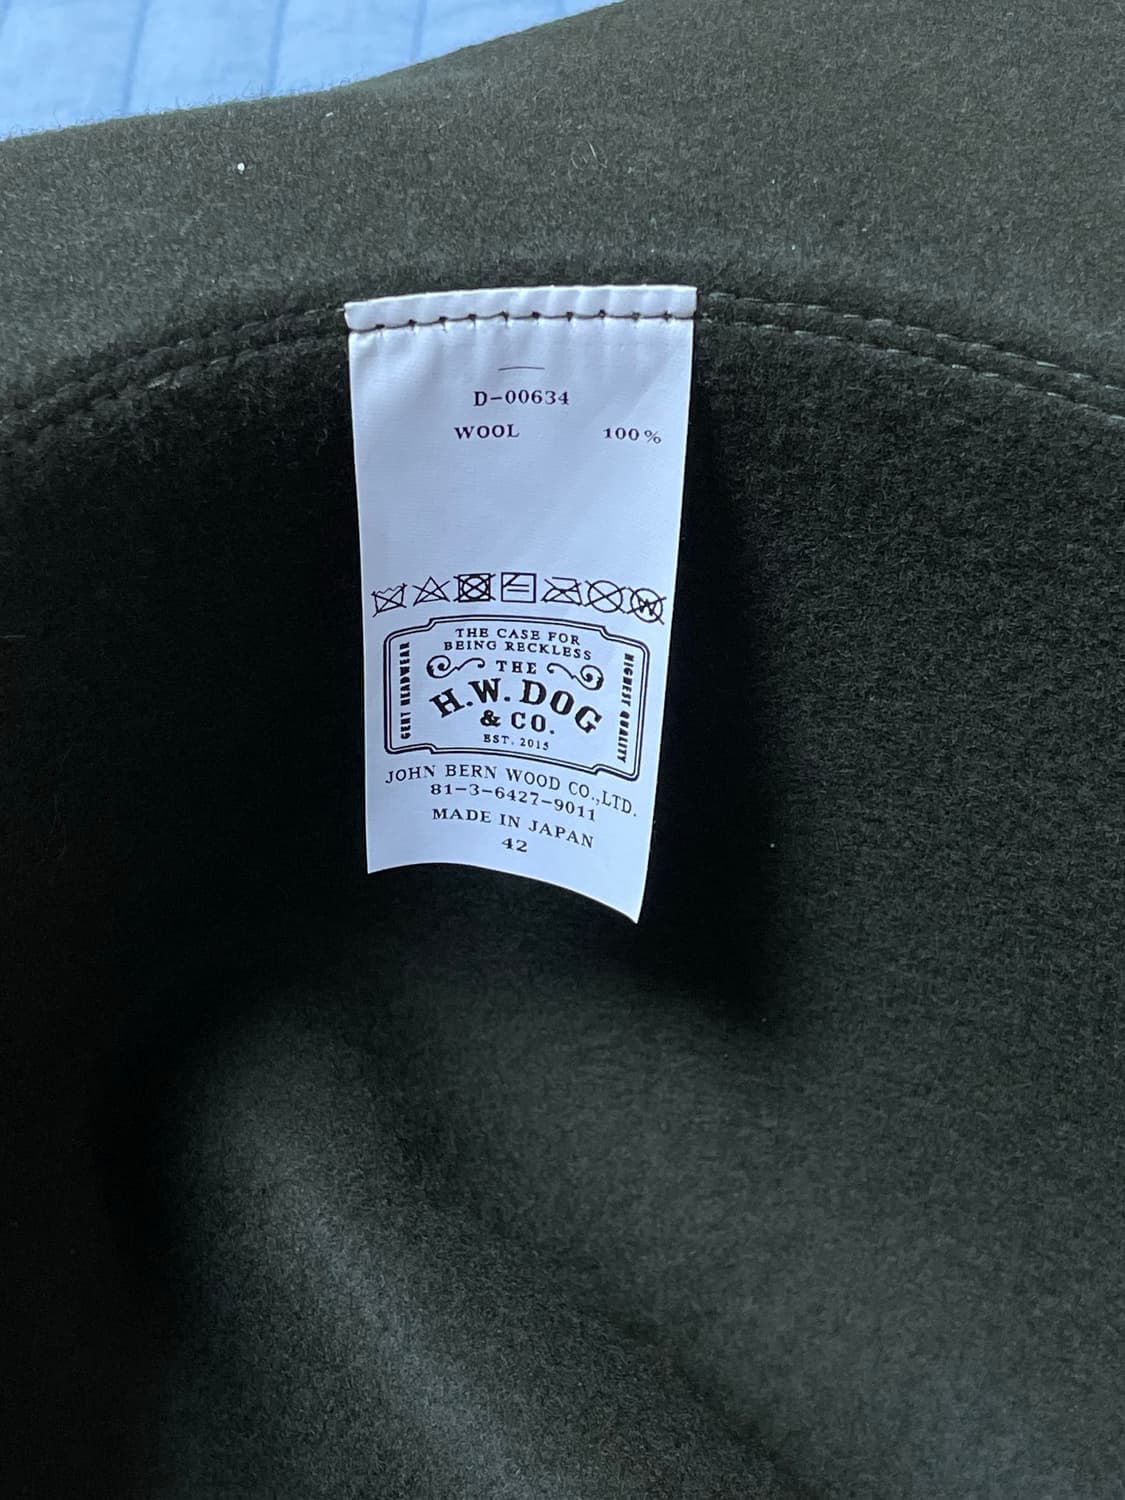 D-00634
WOOL 100%
W
THE CASE FOR
BEING RECKLESS
THE
H.W. DOG
& CO.
EST. 2015
GENT HEADWEAR
HIGHEST QUALITY
JOHN BERN WOOD CO.,LTD.
81-3-6427-9011
MADE IN JAPAN
42